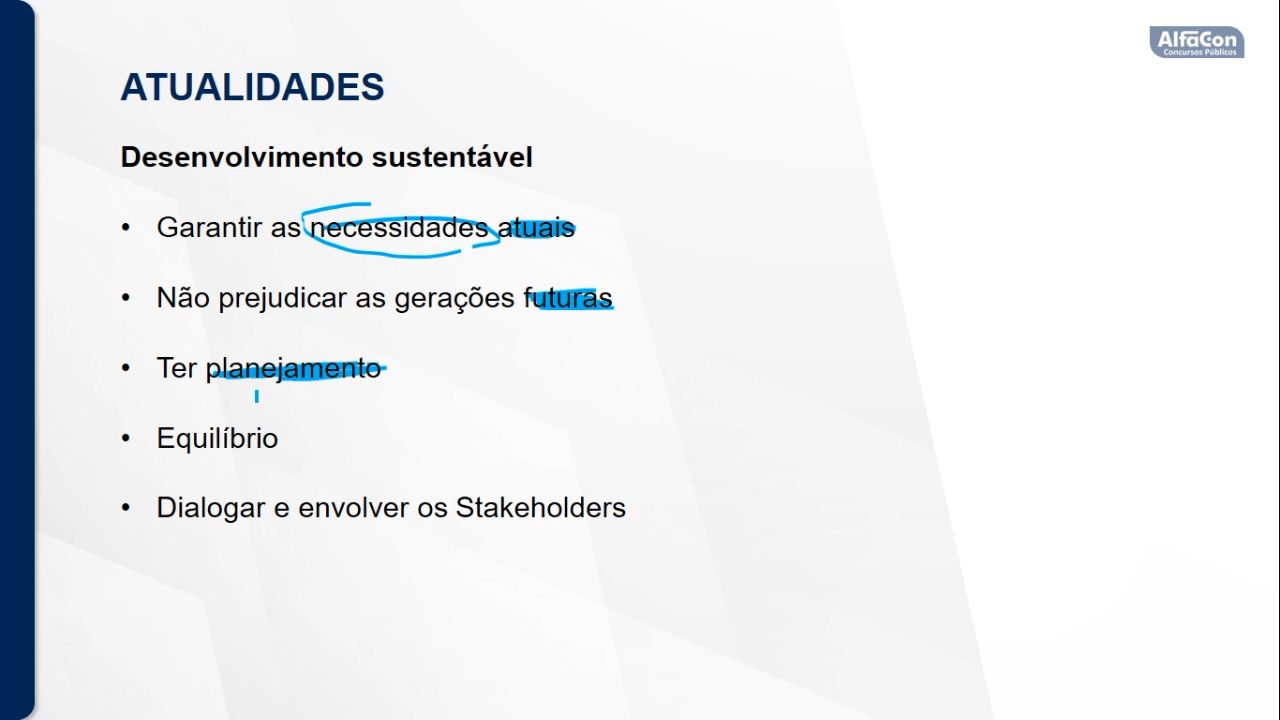 AlfaCon
Concursos Públicos
ATUALIDADES
Desenvolvimento sustentável
• Garantir as necessidades atuais
• Não prejudicar as gerações futuras
• Ter planejamento
• Equilíbrio
• Dialogar e envolver os Stakeholders